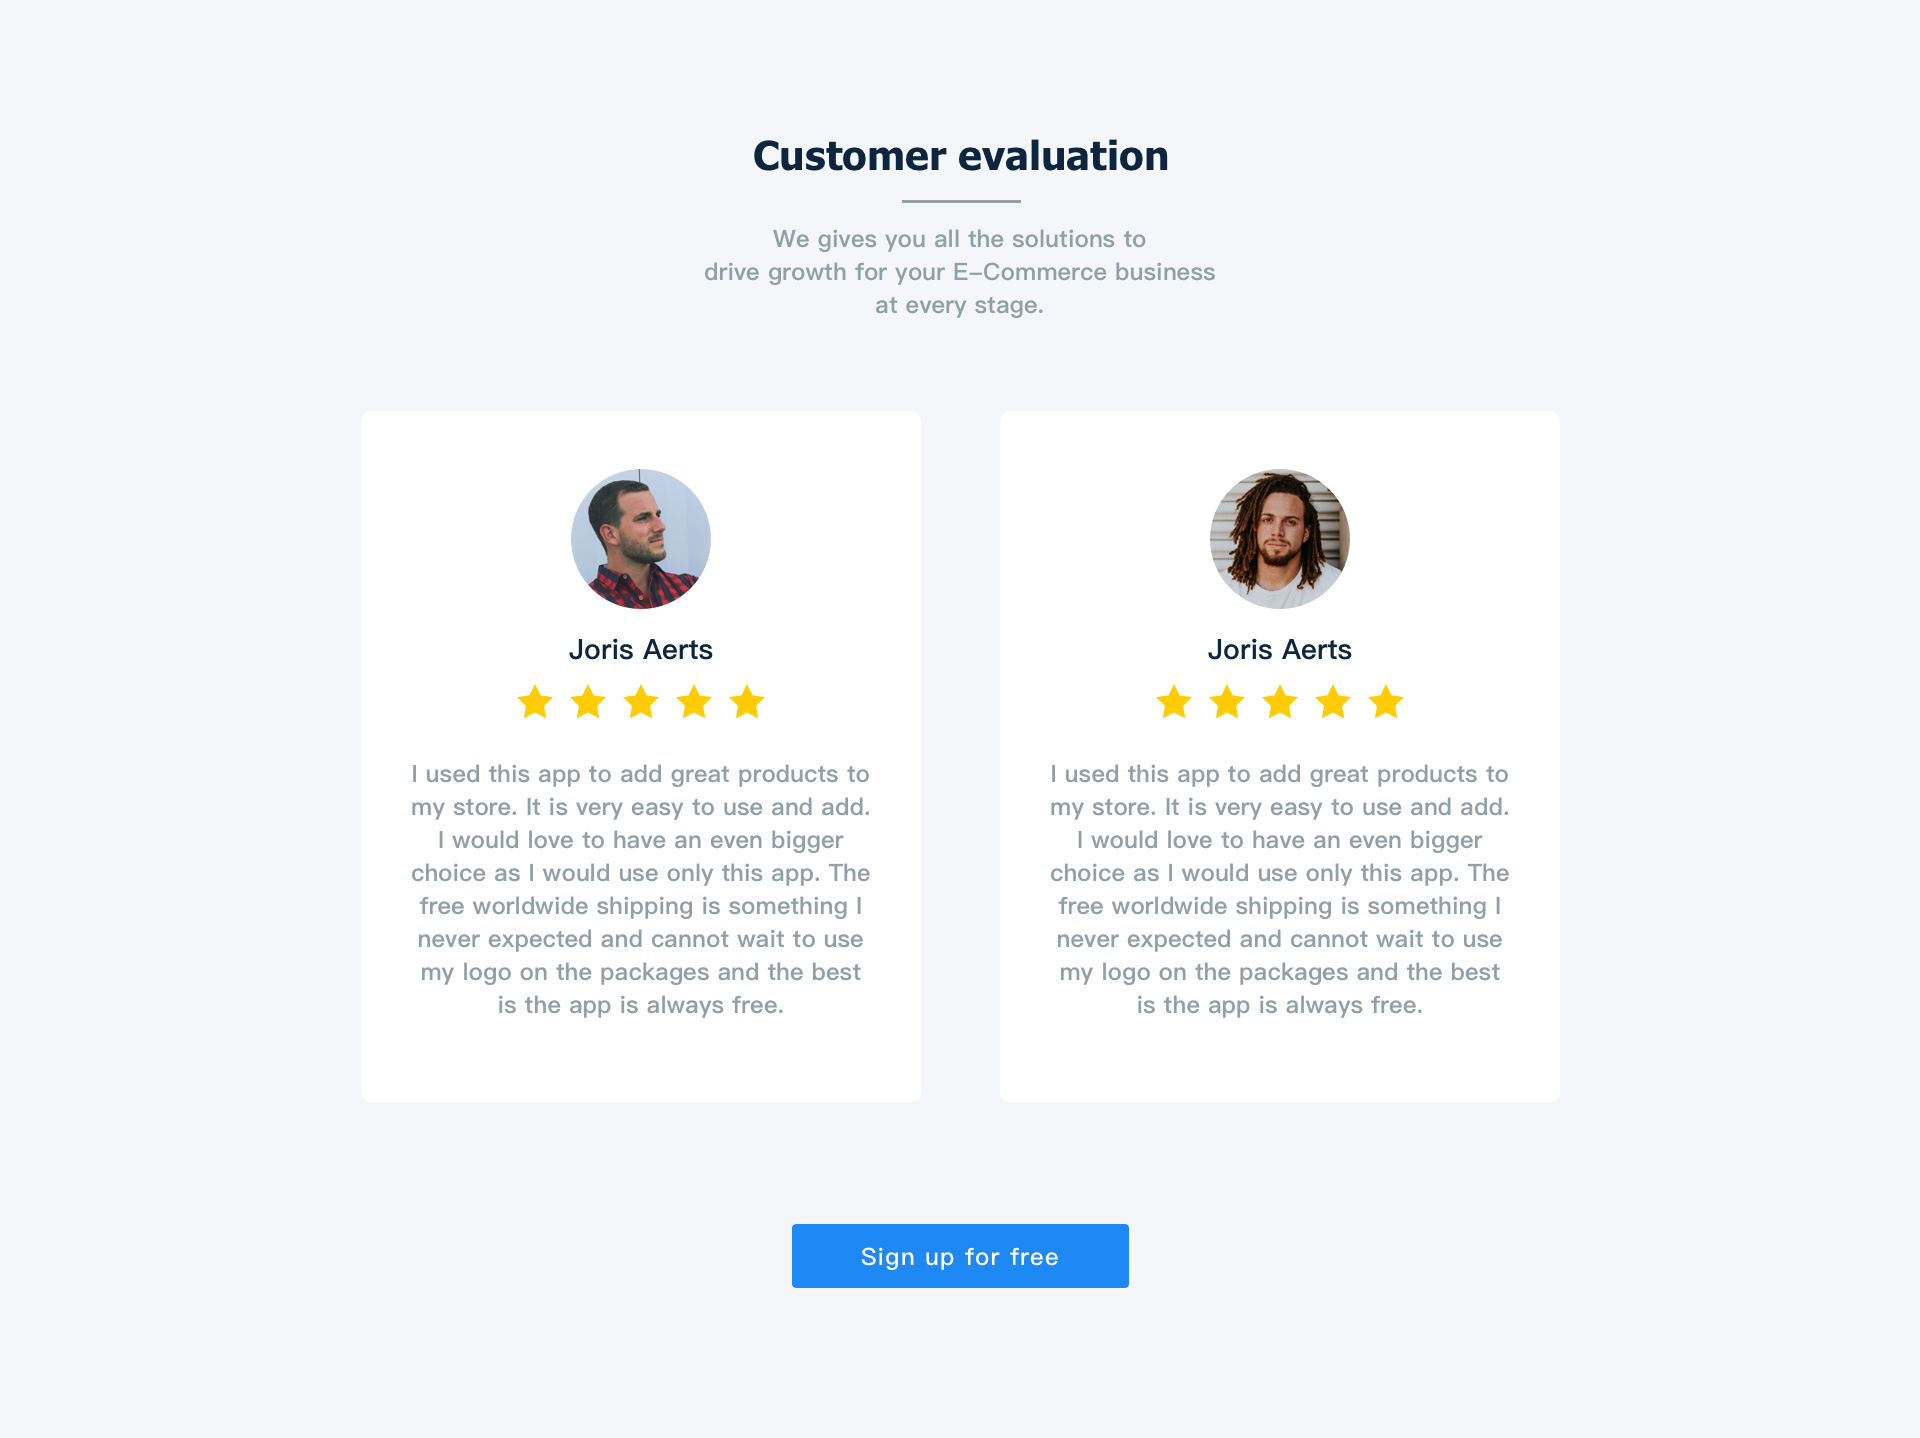 Customer evaluation
We gives you all the solutions to
drive growth for your E-Commerce business
at every stage.
Joris Aerts
I used this app to add great products to
my store. It is very easy to use and add.
I would love to have an even bigger
choice as I would use only this app. The
free worldwide shipping is something I
never expected and cannot wait to use
my logo on the packages and the best
is the app is always free.
Joris Aerts
I used this app to add great products to
my store. It is very easy to use and add.
I would love to have an even bigger
choice as I would use only this app. The
free worldwide shipping is something I
never expected and cannot wait to use
my logo on the packages and the best
is the app is always free.
Sign up for free